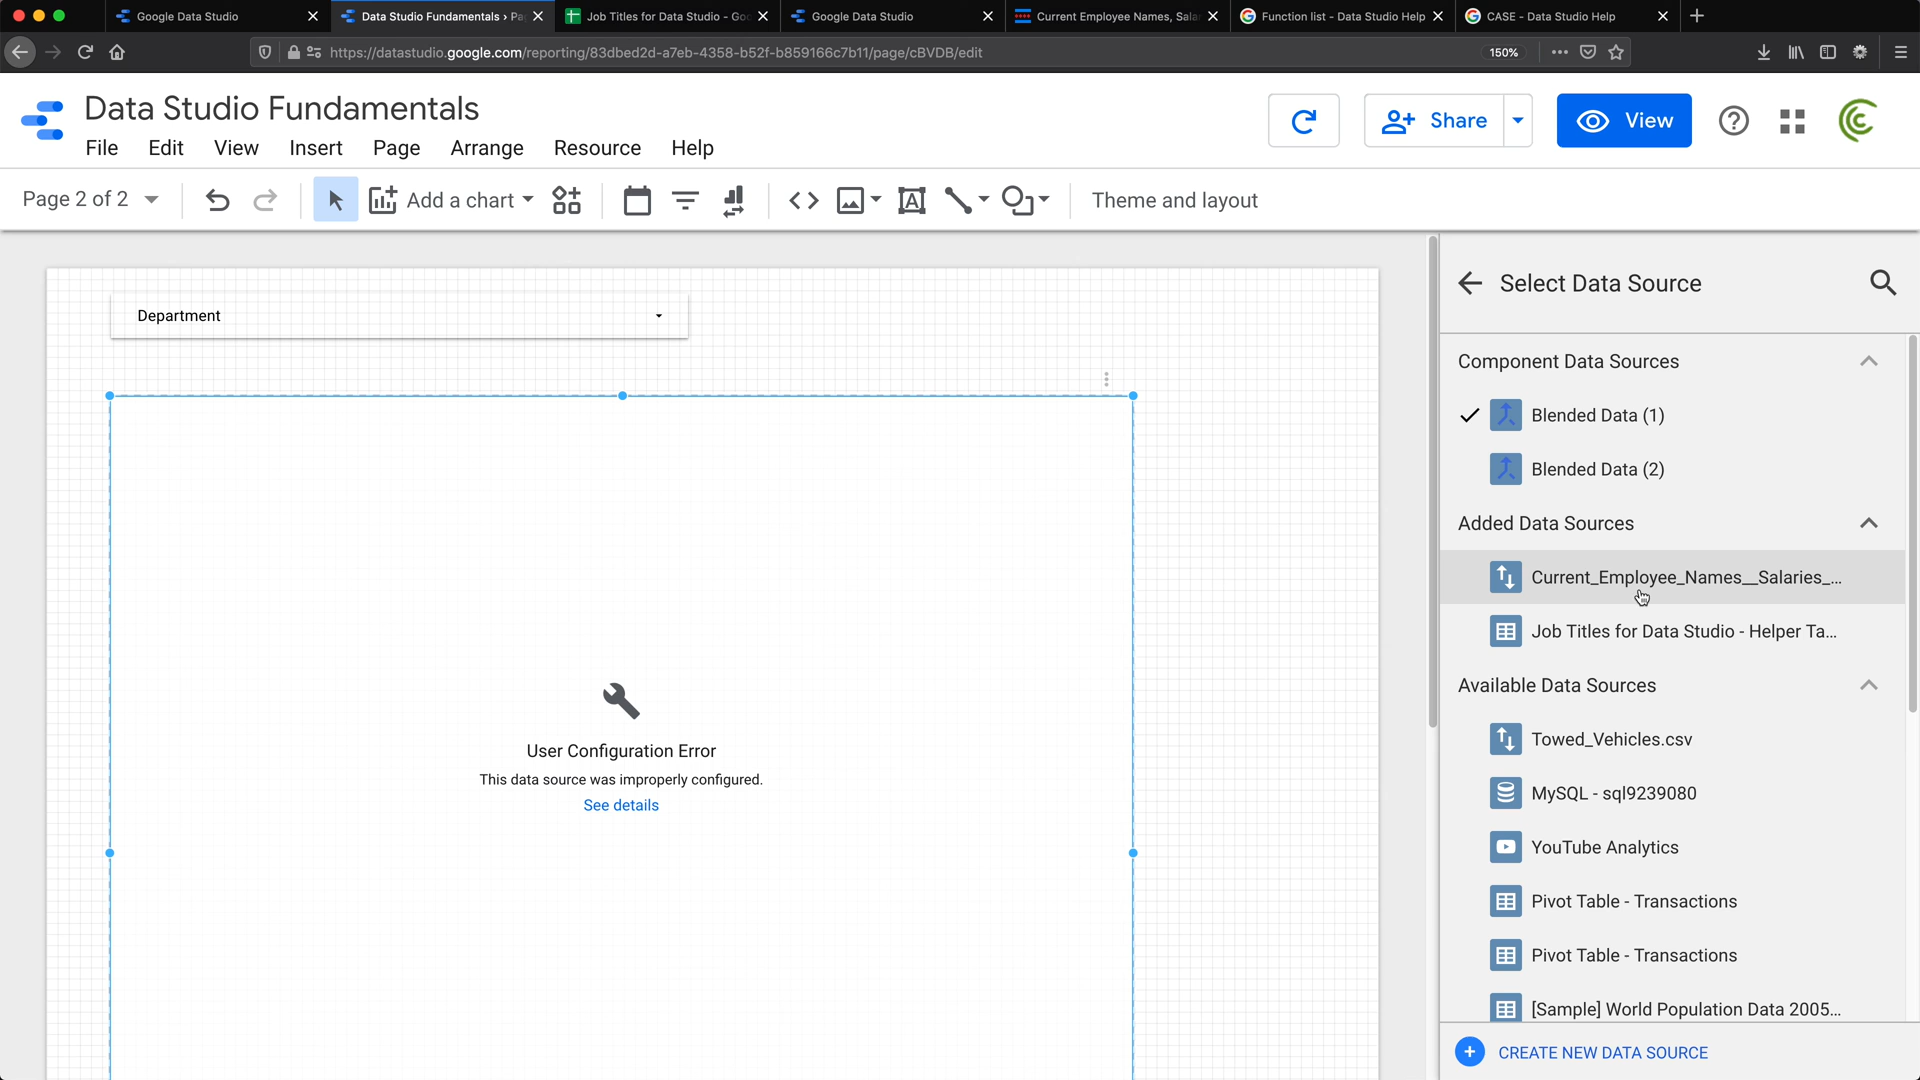 Google Data Studio
Data Studio Fundamentals › Pa
Job Titles for Data Studio - Goo
Google Data Studio
Current Employee Names, Sala
Function list - Data Studio Help
CASE - Data Studio Help
https://datastudio.google.com/reporting/83dbed2d-a7eb-4358-b52f-b859166c7b11/page/cBVDB/edit
150%
Data Studio Fundamentals
File Edit View Insert Page Arrange Resource Help
Share
View
Page 2 of 2
Add a chart
Theme and layout
Department
User Configuration Error
This data source was improperly configured.
See details
Select Data Source
Component Data Sources
Blended Data (1)
Blended Data (2)
Added Data Sources
Current_Employee_Names__Salaries_...
Job Titles for Data Studio - Helper Ta...
Available Data Sources
Towed_Vehicles.csv
MySQL - sql9239080
YouTube Analytics
Pivot Table - Transactions
Pivot Table - Transactions
[Sample] World Population Data 2005...
CREATE NEW DATA SOURCE